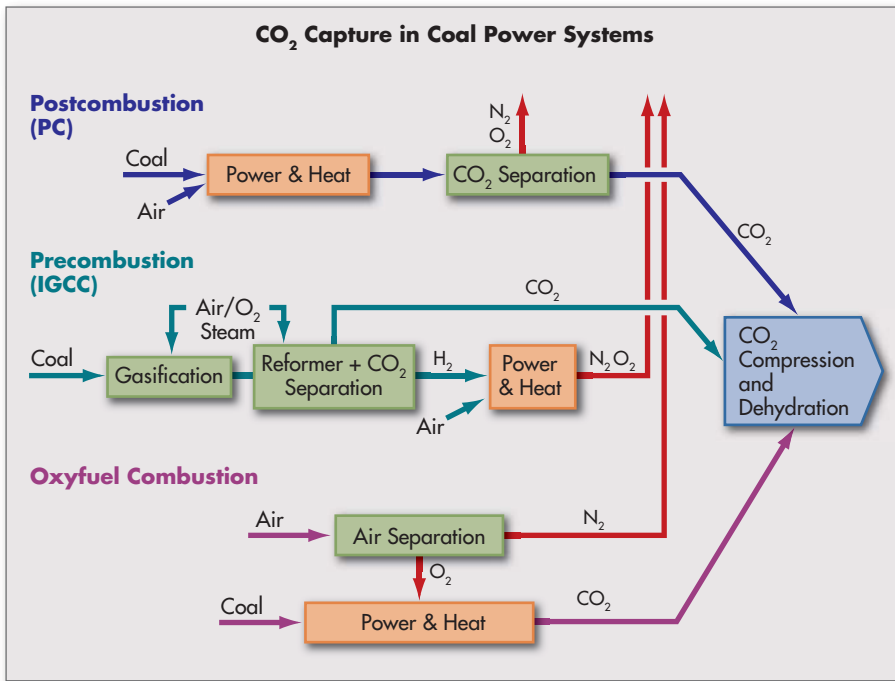 CO₂ Capture in Coal Power Systems
Postcombustion
(PC)
N₂
O₂
Coal
Power & Heat
CO₂ Separation
Air
CO₂
Precombustion
(IGCC)
Air/O₂
Steam
CO₂
Coal
Gasification
Reformer + CO₂
Separation
H₂
Power
& Heat
N₂O₂
Air
CO₂
Compression
and
Dehydration
Oxyfuel Combustion
Air
Air Separation
N₂
O₂
Coal
Power & Heat
CO₂